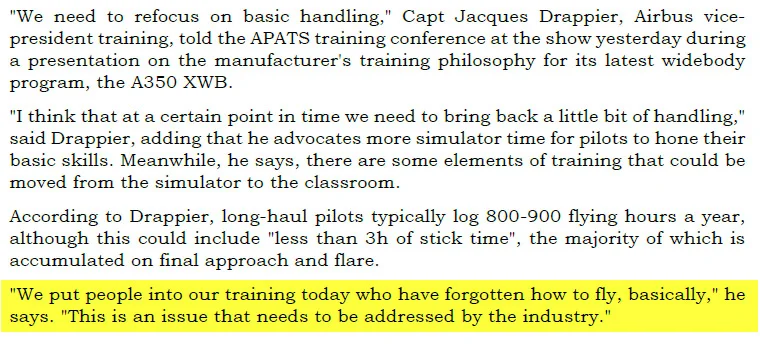 "We need to refocus on basic handling," Capt Jacques Drappier, Airbus vice-
president training, told the APATS training conference at the show yesterday during
a presentation on the manufacturer's training philosophy for its latest widebody
program, the A350 XWB.
"I think that at a certain point in time we need to bring back a little bit of handling,"
said Drappier, adding that he advocates more simulator time for pilots to hone their
basic skills. Meanwhile, he says, there are some elements of training that could be
moved from the simulator to the classroom.
According to Drappier, long-haul pilots typically log 800-900 flying hours a year,
although this could include "less than 3h of stick time", the majority of which is
accumulated on final approach and flare.
"We put people into our training today who have forgotten how to fly, basically," he
says. "This is an issue that needs to be addressed by the industry."